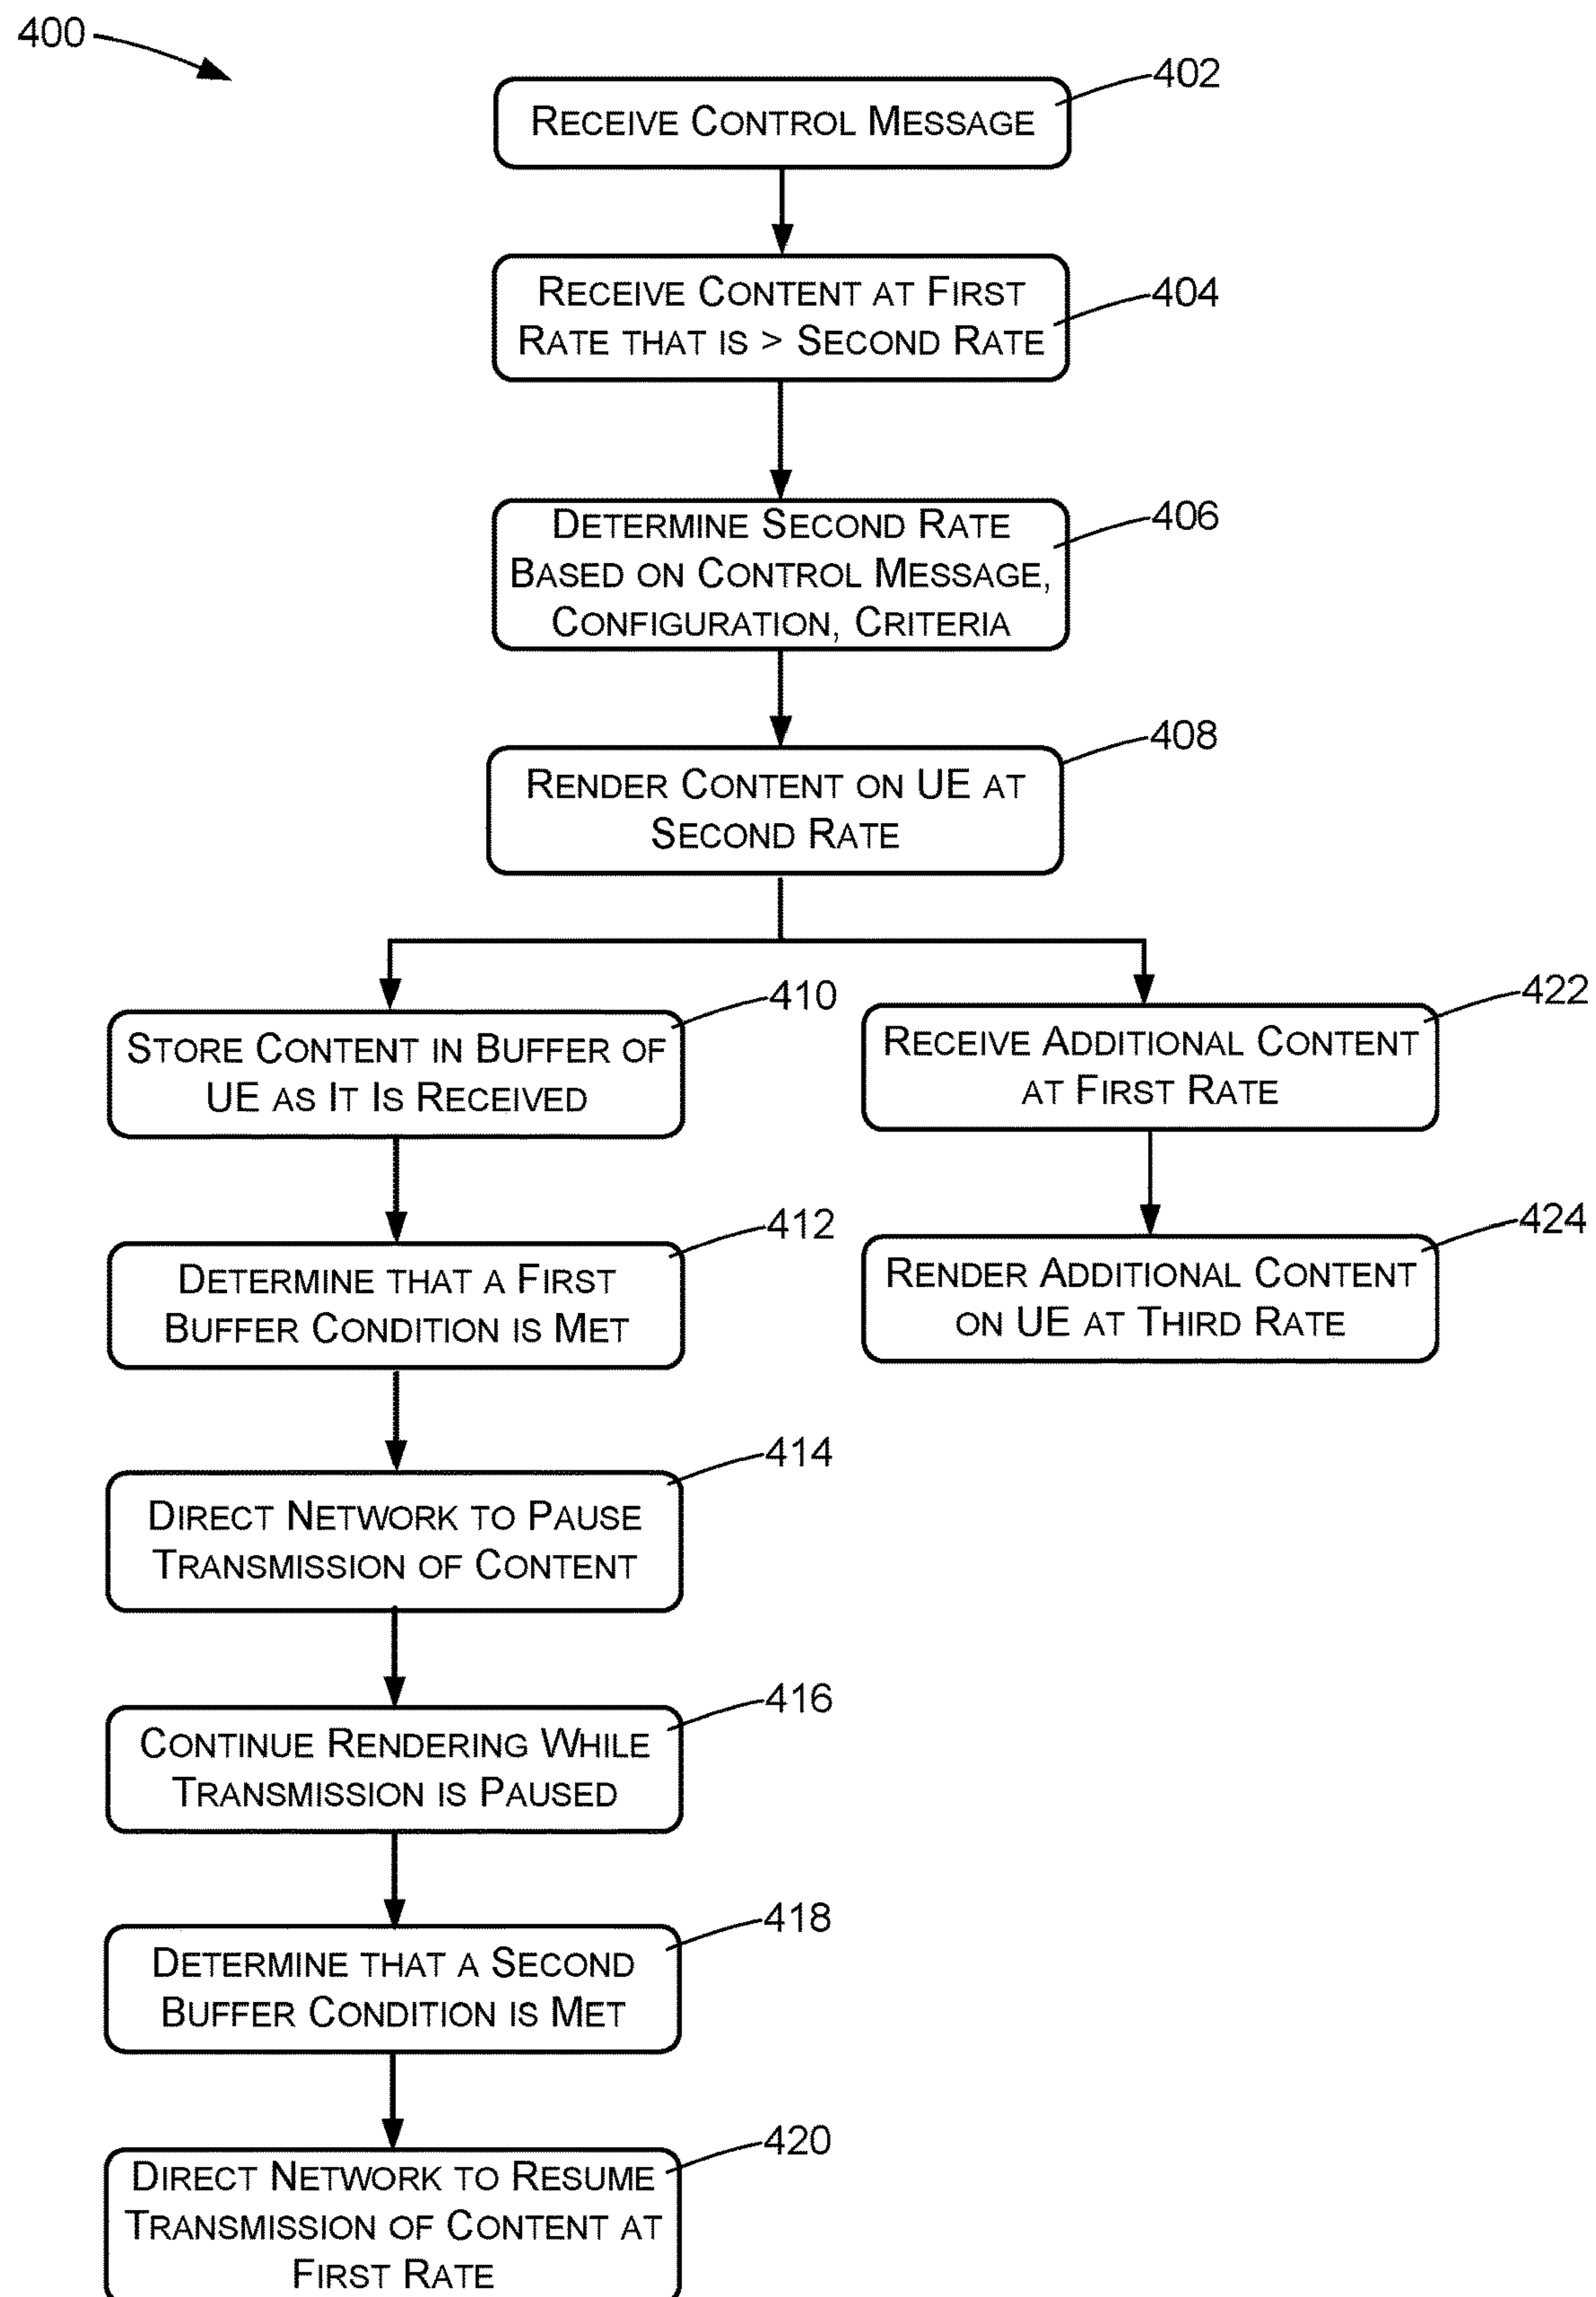 400
402
RECEIVE CONTROL MESSAGE
404
RECEIVE CONTENT AT FIRST
RATE THAT IS > SECOND RATE
406
DETERMINE SECOND RATE
BASED ON CONTROL MESSAGE,
CONFIGURATION, CRITERIA
408
RENDER CONTENT ON UE AT
SECOND RATE
410
STORE CONTENT IN BUFFER OF
UE AS IT IS RECEIVED
412
DETERMINE THAT A FIRST
BUFFER CONDITION IS MET
414
DIRECT NETWORK TO PAUSE
TRANSMISSION OF CONTENT
416
CONTINUE RENDERING WHILE
TRANSMISSION IS PAUSED
418
DETERMINE THAT A SECOND
BUFFER CONDITION IS MET
420
DIRECT NETWORK TO RESUME
TRANSMISSION OF CONTENT AT
FIRST RATE
422
RECEIVE ADDITIONAL CONTENT
AT FIRST RATE
424
RENDER ADDITIONAL CONTENT
ON UE AT THIRD RATE